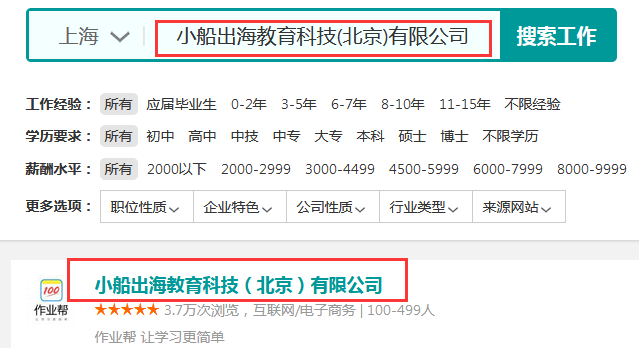 上海 小船出海教育科技(北京)有限公司 搜索工作
工作经验： 所有 应届毕业生 0-2年 3-5年 6-7年 8-10年 11-15年 不限经验
学历要求： 所有 初中 高中 中技 中专 大专 本科 硕士 博士 不限学历
薪酬水平： 所有 2000以下 2000-2999 3000-4499 4500-5999 6000-7999 8000-9999
更多选项： 职位性质 企业特色 公司性质 行业类型 来源网站
100
作业帮
小船出海教育科技（北京）有限公司
3.7万次浏览，互联网/电子商务 | 100-499人
作业帮 让学习更简单